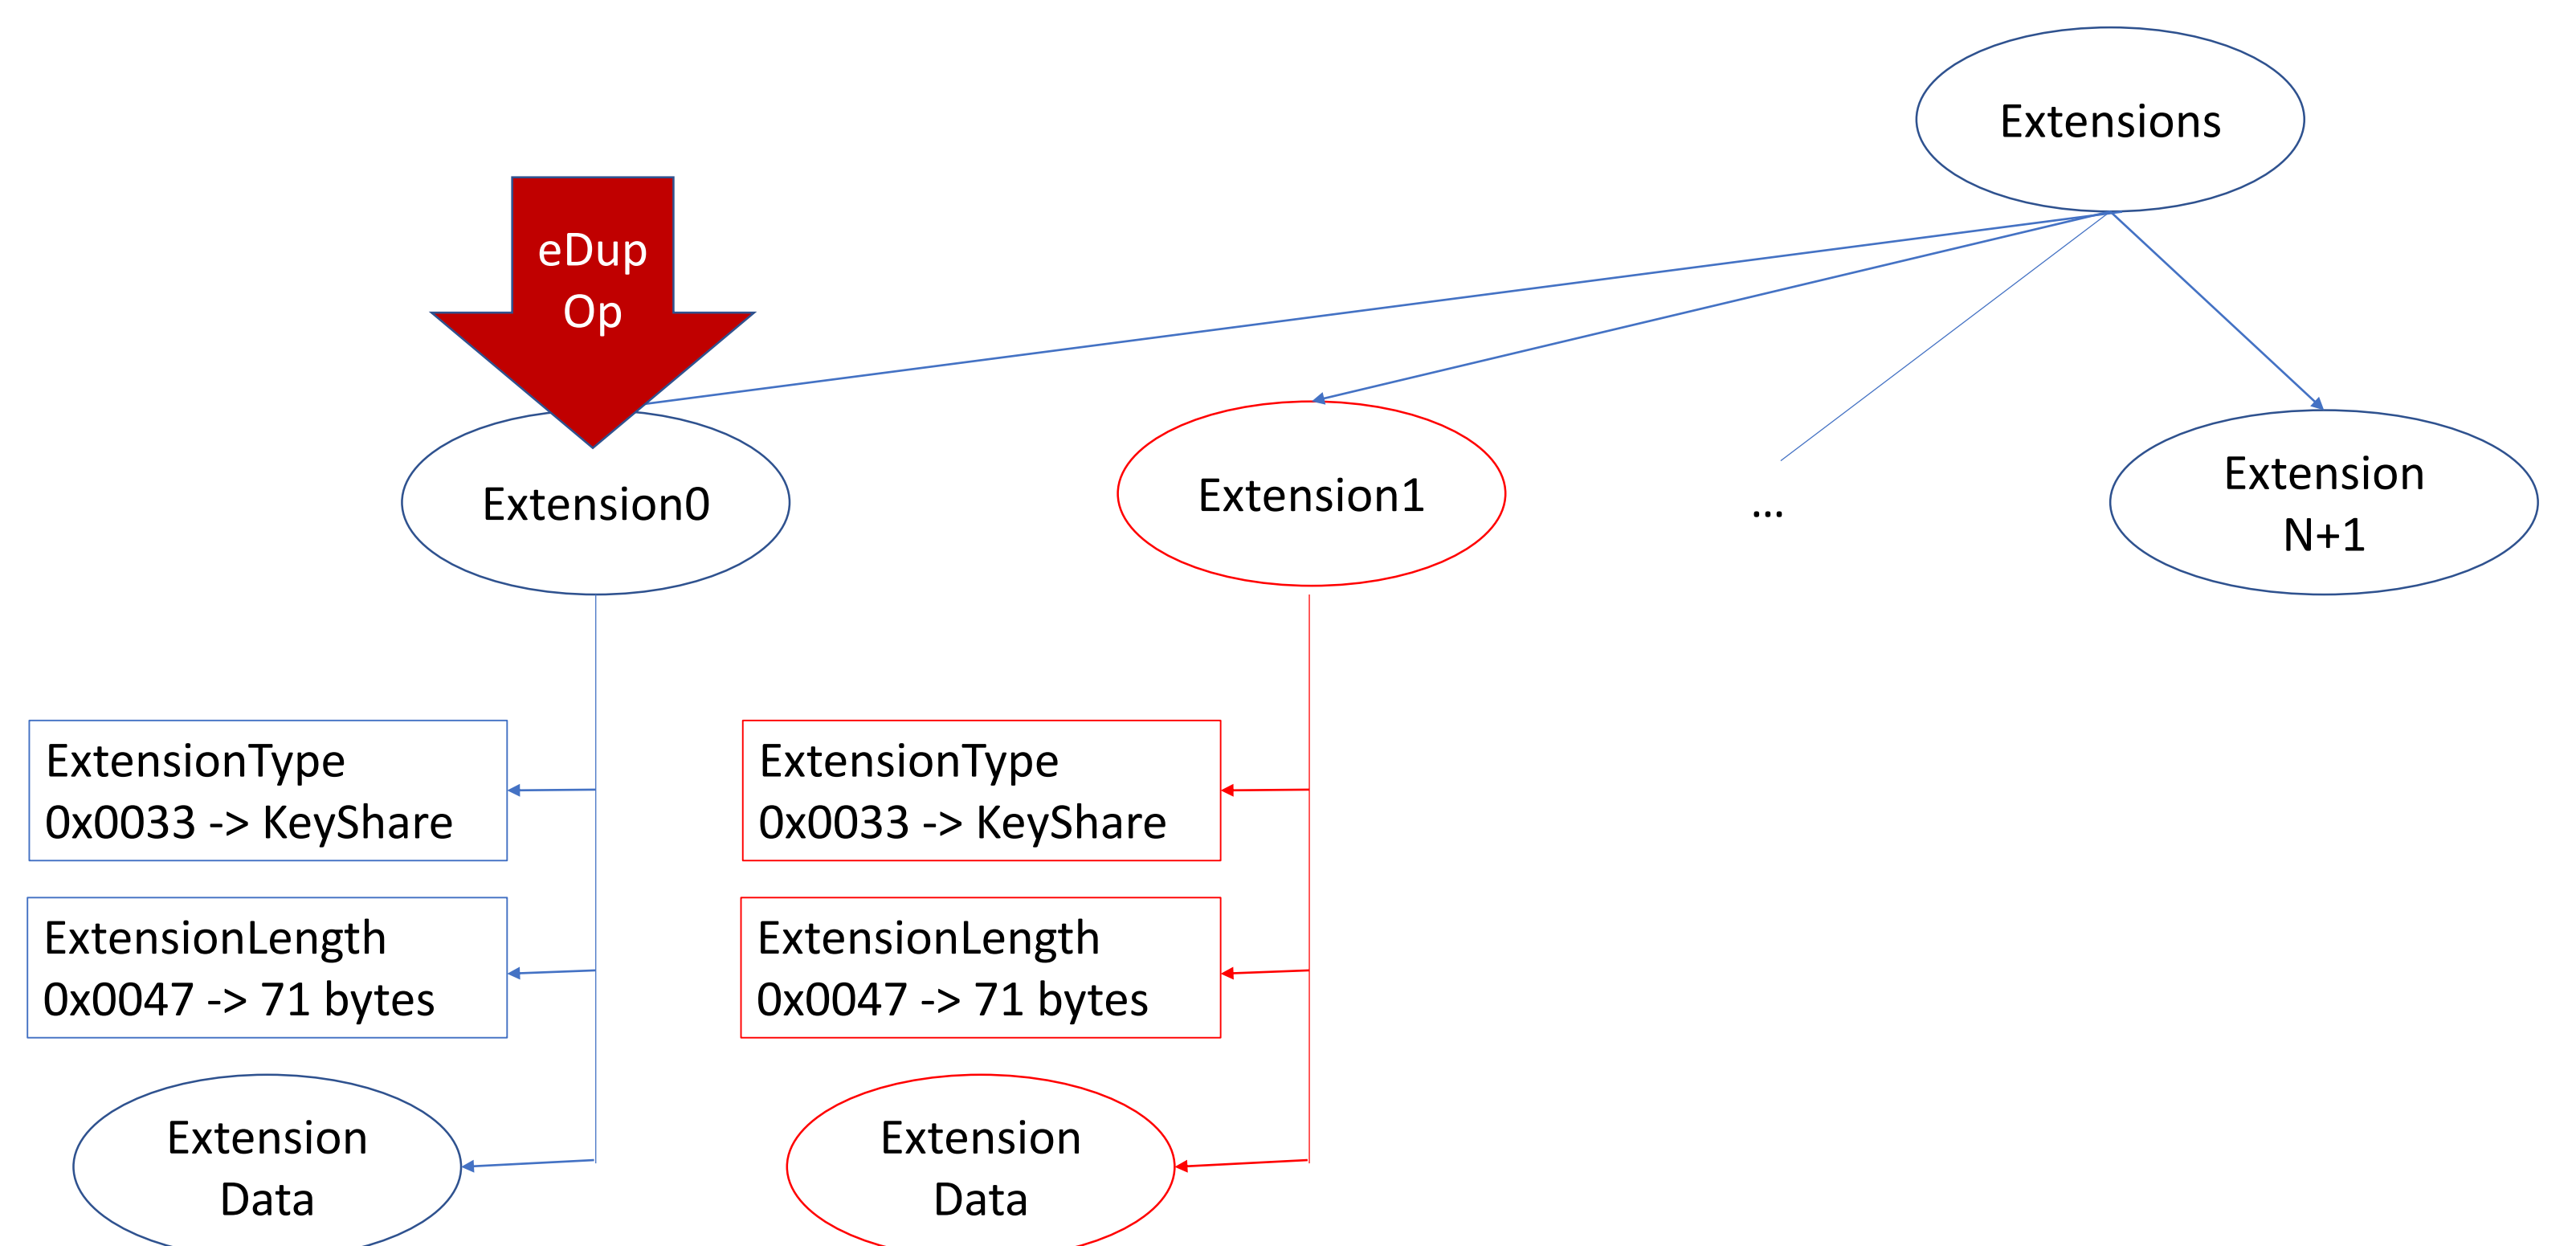 Extensions
eDup
Op
Extension0
Extension1
...
Extension
N+1
ExtensionType
0x0033 -> KeyShare
ExtensionLength
0x0047 -> 71 bytes
Extension
Data
ExtensionType
0x0033 -> KeyShare
ExtensionLength
0x0047 -> 71 bytes
Extension
Data